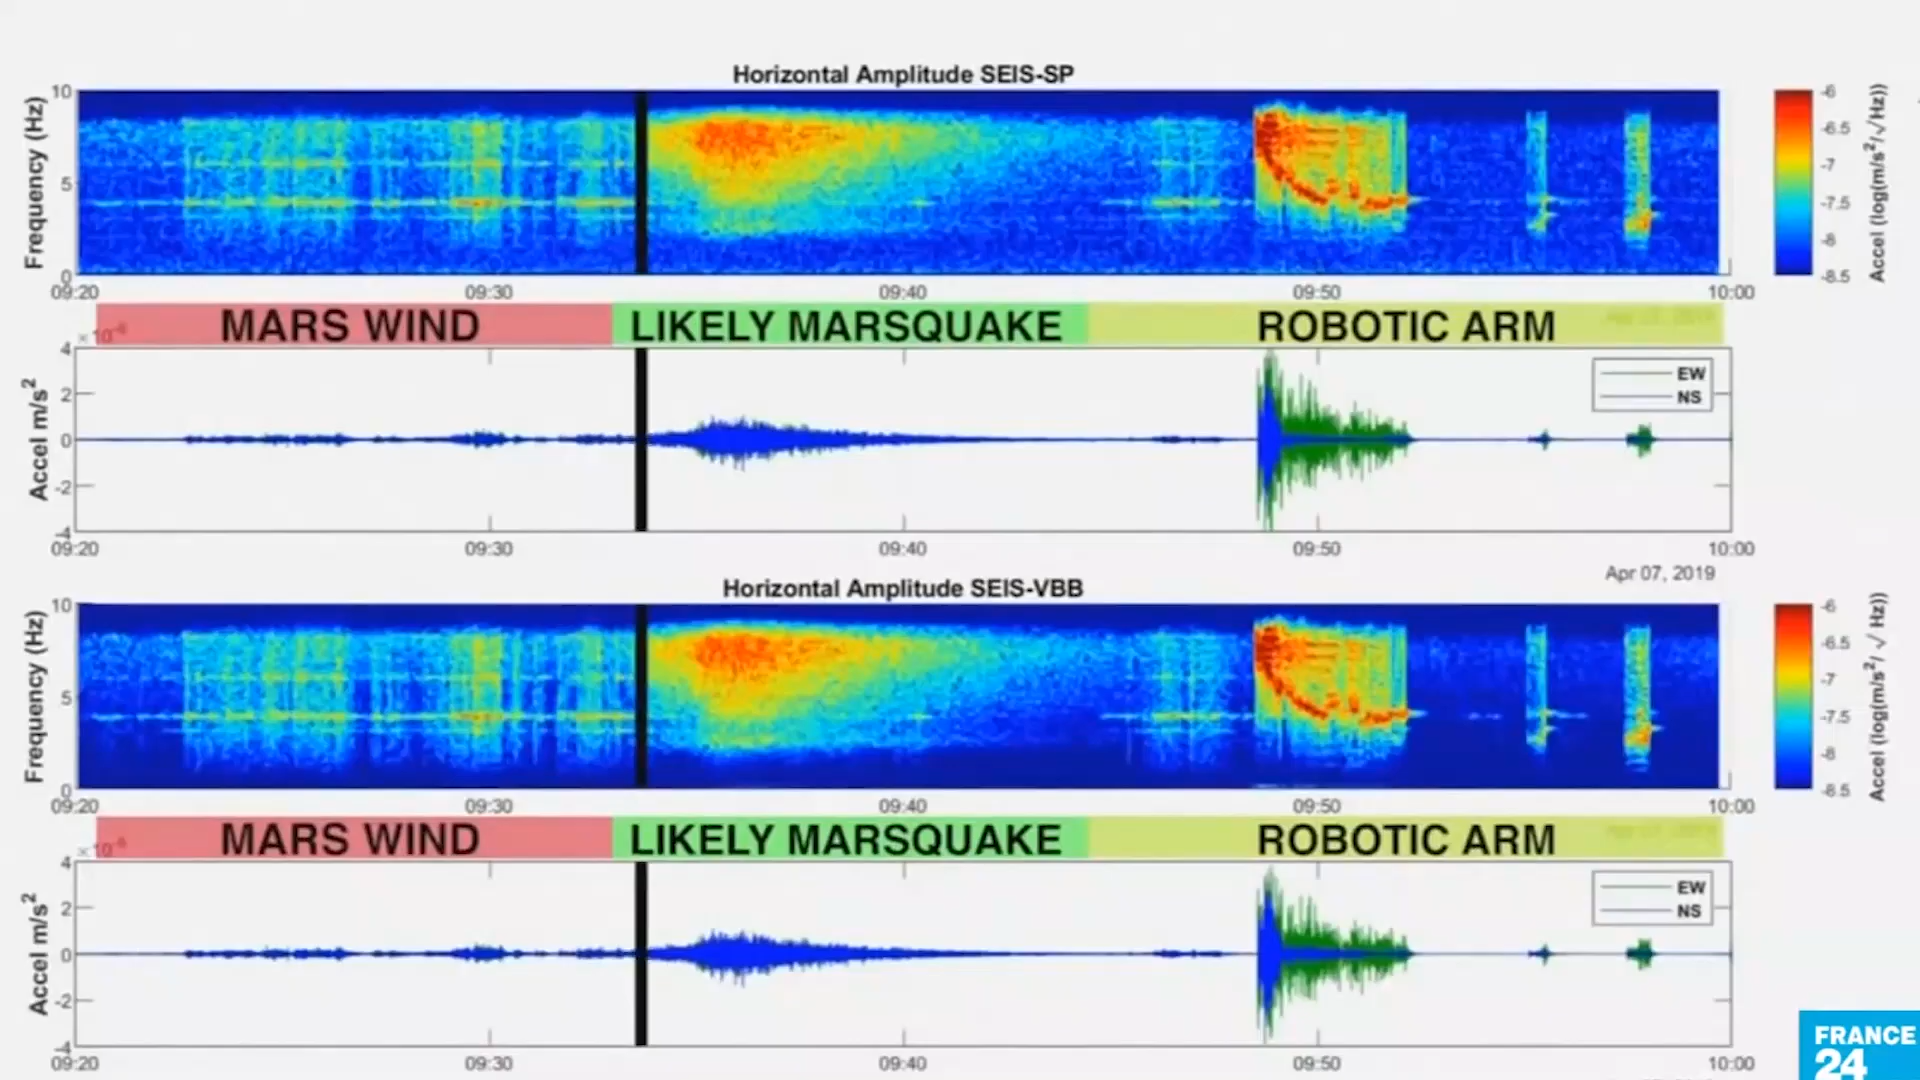 Horizontal Amplitude SEIS-SP
Frequency (Hz)
10
5
0
09:20 09:30 09:40 09:50 10:00
-6
-6.5
-7
-7.5
-8
-8.5
Accel (log(m/s²/√Hz))
MARS WIND LIKELY MARSQUAKE ROBOTIC ARM
Accel m/s²
4
2
0
-2
-4
EW
NS
09:20 09:30 09:40 09:50 10:00
Apr 07, 2019
Horizontal Amplitude SEIS-VBB
Frequency (Hz)
10
5
0
09:20 09:30 09:40 09:50 10:00
-6
-6.5
-7
-7.5
-8
-8.5
Accel (log(m/s²/√ Hz))
MARS WIND LIKELY MARSQUAKE ROBOTIC ARM
Accel m/s²
4
2
0
-2
-4
EW
NS
09:20 09:30 09:40 09:50 10:00
FRANCE
24